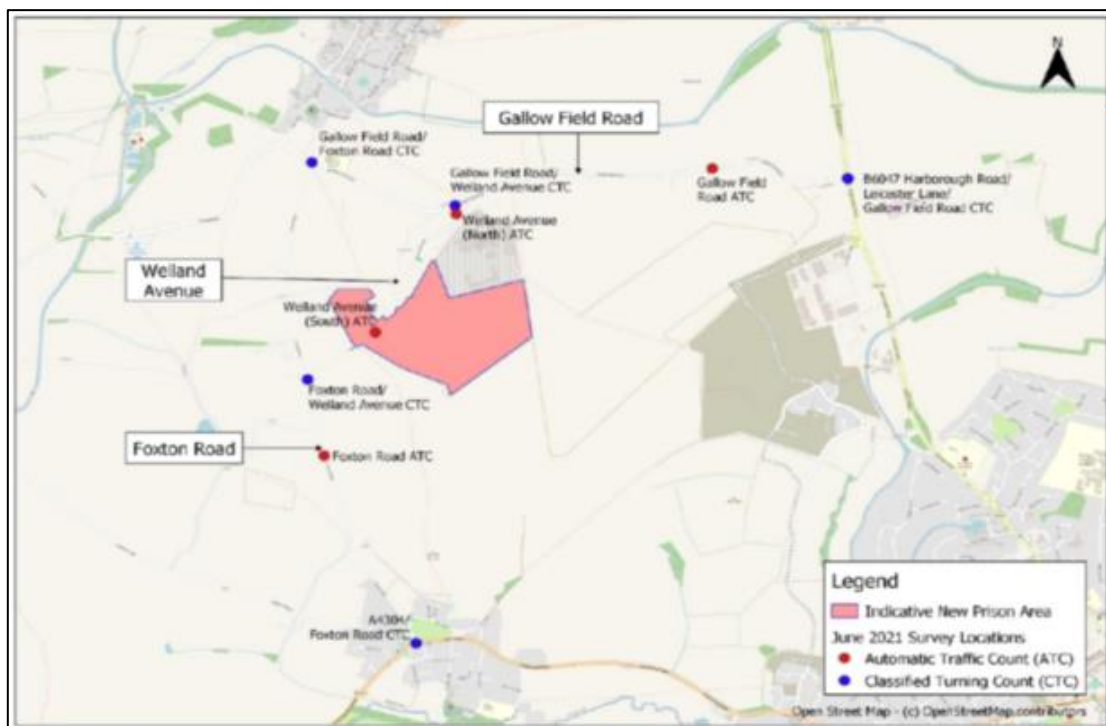 N
Gallow Field Road
Gallow Field Road/
Foxton Road CTC
Gallow Field Road/
Welland Avenue CTC
Welland Avenue
(North) ATC
Gallow Field
Road ATC
B6047 Harborough Road/
Leicester Lane/
Gallow Field Road CTC
Welland
Avenue
Welland Avenue
(South) ATC
Foxton Road/
Welland Avenue CTC
Foxton Road
Foxton Road ATC
A4304/
Foxton Road CTC
Legend
Indicative New Prison Area
June 2021 Survey Locations
Automatic Traffic Count (ATC)
Classified Turning Count (CTC)
Open Street Map - (c) OpenStreetMap.contributors